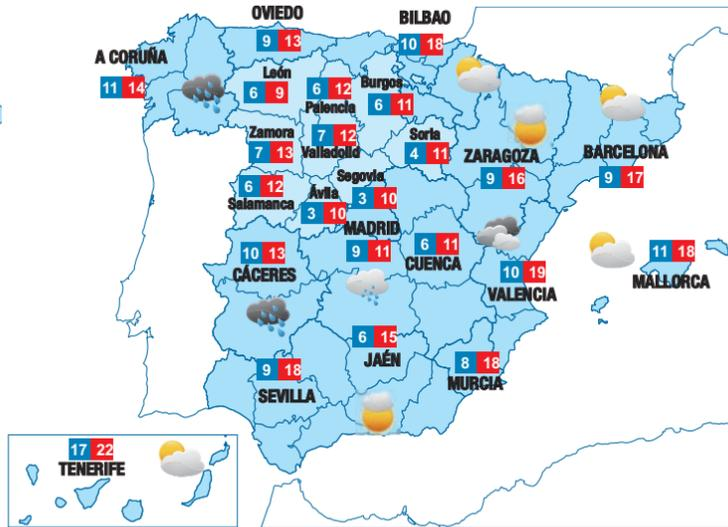 OVIEDO
9 13
BILBAO
10 18
A CORUÑA
11 14
León
6 9
6 12
Palencia
Burgos
6 11
Zamora
7 13
7 12
Valladolid
Soria
4 11
ZARAGOZA
9 16
BARCELONA
9 17
6 12
Salamanca
Segovia
3 10
Ávila
3 10
MADRID
9 11
10 13
CÁCERES
6 11
CUENCA
10 19
VALENCIA
11 18
MALLORCA
6 15
JAÉN
9 18
SEVILLA
8 18
MURCIA
17 22
TENERIFE